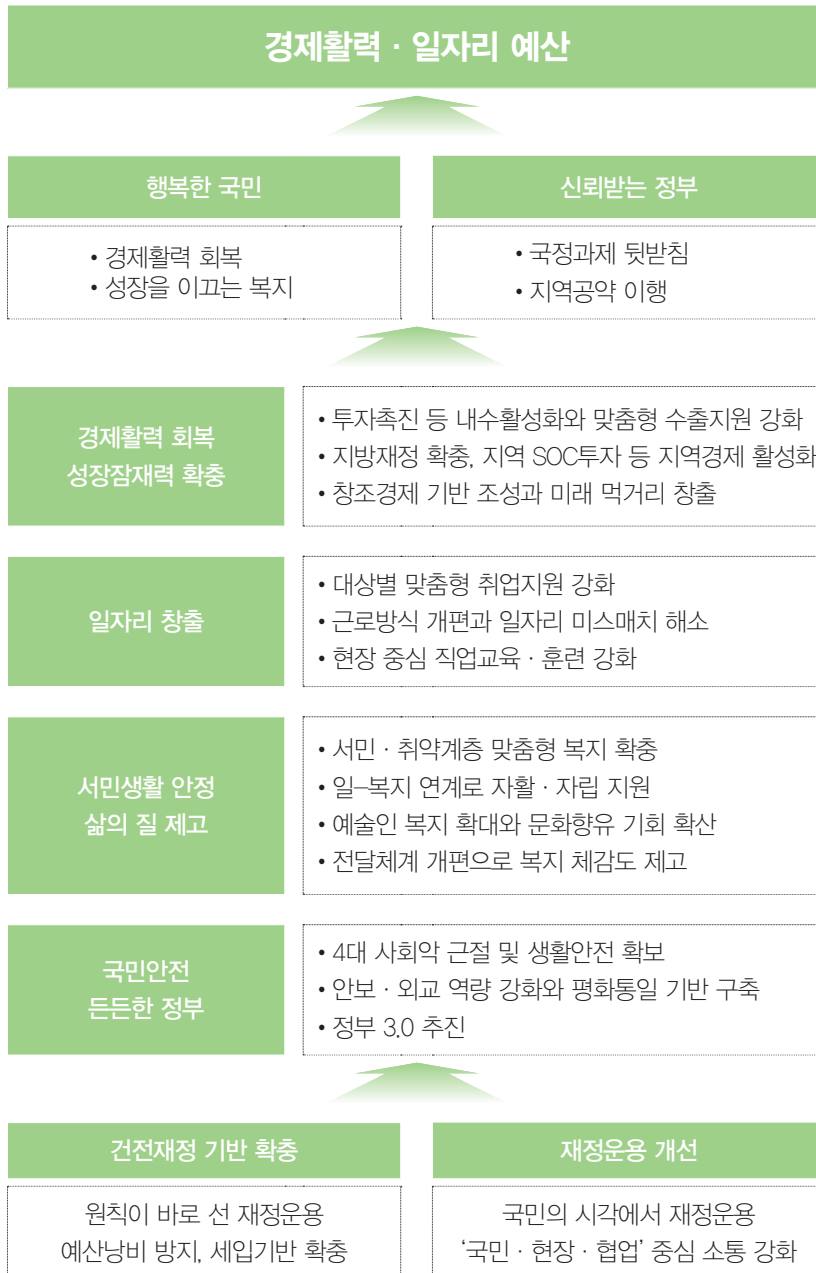 경제활력 · 일자리 예산
행복한 국민
• 경제활력 회복
• 성장을 이끄는 복지
신뢰받는 정부
• 국정과제 뒷받침
• 지역공약 이행
경제활력 회복
성장잠재력 확충
• 투자촉진 등 내수활성화와 맞춤형 수출지원 강화
• 지방재정 확충, 지역 SOC투자 등 지역경제 활성화
• 창조경제 기반 조성과 미래 먹거리 창출
일자리 창출
• 대상별 맞춤형 취업지원 강화
• 근로방식 개편과 일자리 미스매치 해소
• 현장 중심 직업교육 · 훈련 강화
서민생활 안정
삶의 질 제고
• 서민 · 취약계층 맞춤형 복지 확충
• 일–복지 연계로 자활 · 자립 지원
• 예술인 복지 확대와 문화향유 기회 확산
• 전달체계 개편으로 복지 체감도 제고
국민안전
든든한 정부
• 4대 사회악 근절 및 생활안전 확보
• 안보 · 외교 역량 강화와 평화통일 기반 구축
• 정부 3.0 추진
건전재정 기반 확충
원칙이 바로 선 재정운용
예산낭비 방지, 세입기반 확충
재정운용 개선
국민의 시각에서 재정운용
‘국민 · 현장 · 협업’ 중심 소통 강화